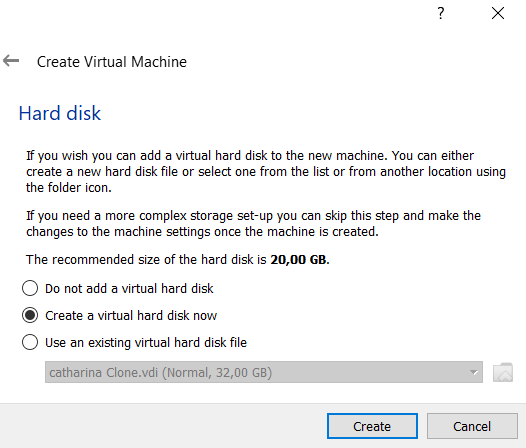 ?
Create Virtual Machine
Hard disk
If you wish you can add a virtual hard disk to the new machine. You can either
create a new hard disk file or select one from the list or from another location using
the folder icon.
If you need a more complex storage set-up you can skip this step and make the
changes to the machine settings once the machine is created.
The recommended size of the hard disk is 20,00 GB.
Do not add a virtual hard disk
Create a virtual hard disk now
Use an existing virtual hard disk file
catharina Clone.vdi (Normal, 32,00 GB)
Create Cancel